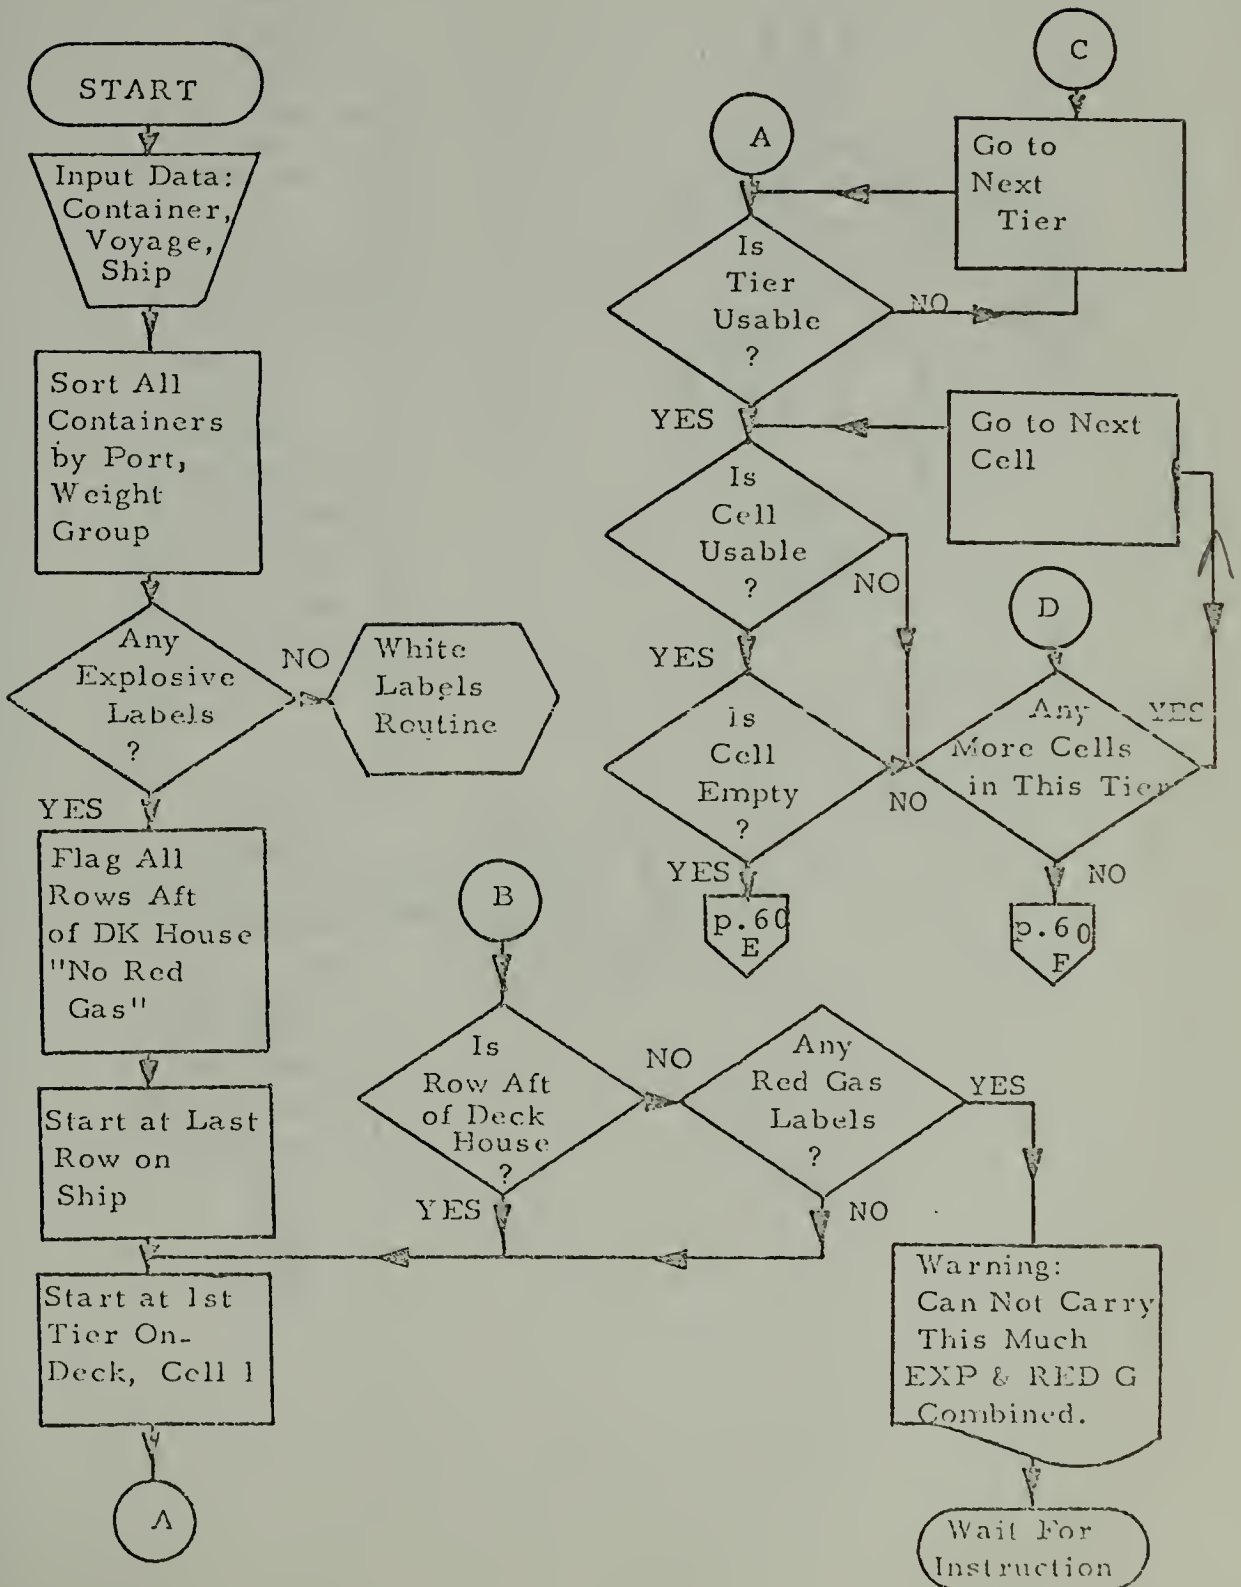 START
Input Data:
Container,
Voyage,
Ship
Sort All
Containers
by Port,
Weight
Group
Any
Explosive
Labels
?
NO
White
Labels
Routine
YES
Flag All
Rows Aft
of DK House
"No Red
Gas"
Start at Last
Row on
Ship
Start at 1st
Tier On-
Deck, Cell 1
A
B
Is
Row Aft
of Deck
House
?
NO
YES
Any
Red Gas
Labels
?
YES
NO
Warning:
Can Not Carry
This Much
EXP & RED G
Combined.
Wait For
Instruction
C
Go to
Next
Tier
A
Is
Tier
Usable
?
NO
YES
Go to Next
Cell
Is
Cell
Usable
?
NO
YES
Is
Cell
Empty
?
NO
YES
p.60
E
D
Any
More Cells
in This Tier
YES
NO
p.60
F